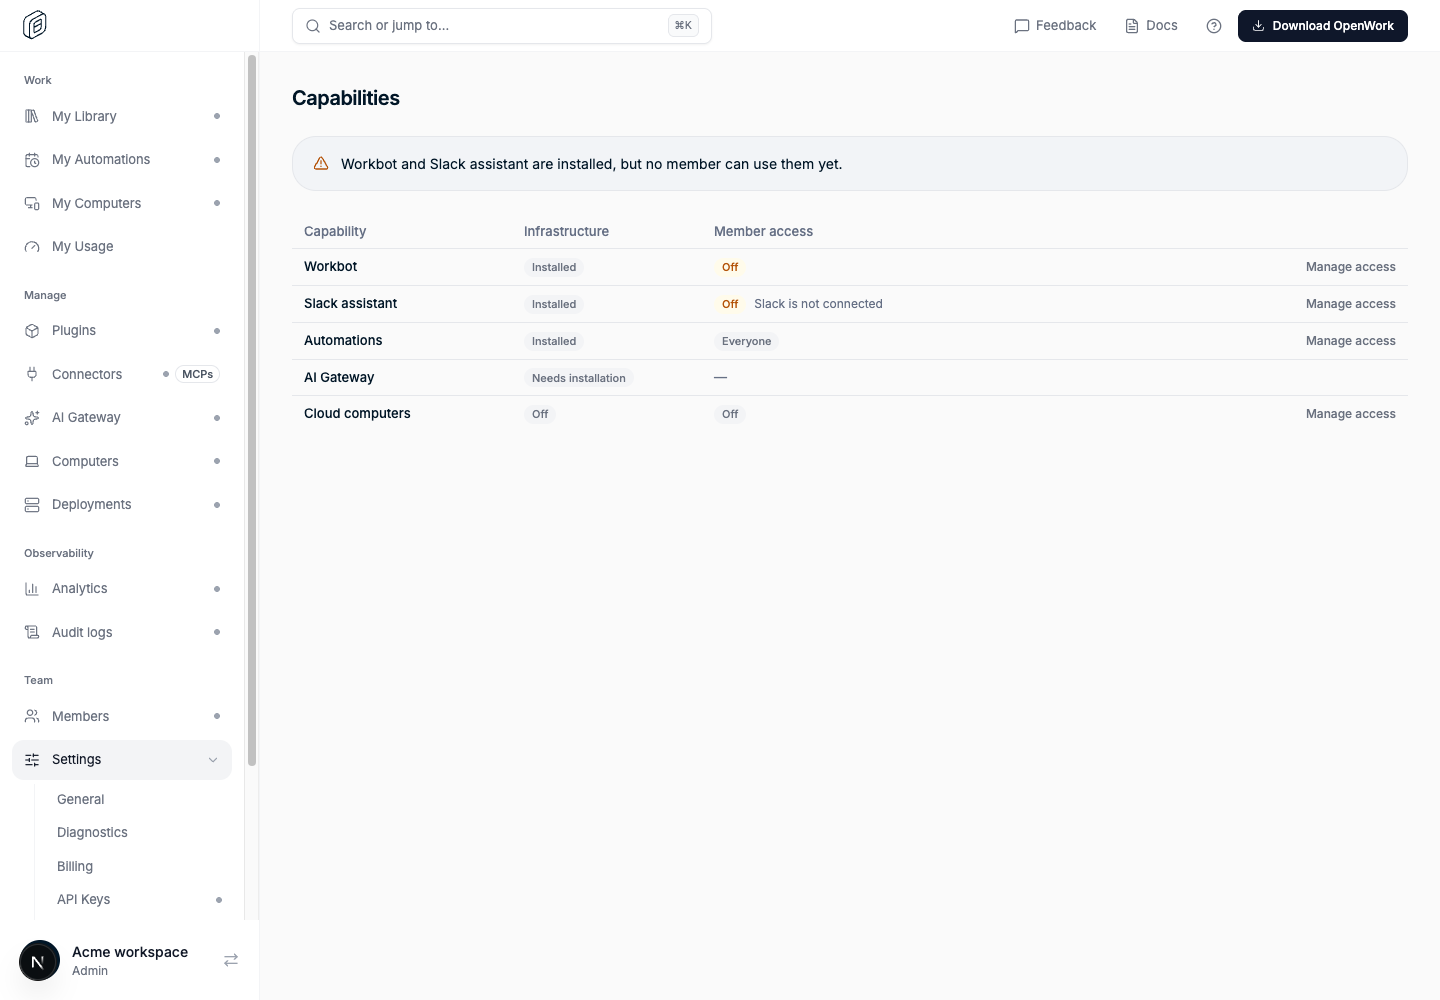 Search or jump to...
⌘K
Feedback
Docs
Download OpenWork
Work
My Library
My Automations
My Computers
My Usage
Manage
Plugins
Connectors
MCPs
AI Gateway
Computers
Deployments
Observability
Analytics
Audit logs
Team
Members
Settings
General
Diagnostics
Billing
API Keys
N
Acme workspace
Admin
Capabilities
Workbot and Slack assistant are installed, but no member can use them yet.
Capability Infrastructure Member access
Workbot Installed Off Manage access
Slack assistant Installed Off Slack is not connected Manage access
Automations Installed Everyone Manage access
AI Gateway Needs installation —
Cloud computers Off Off Manage access